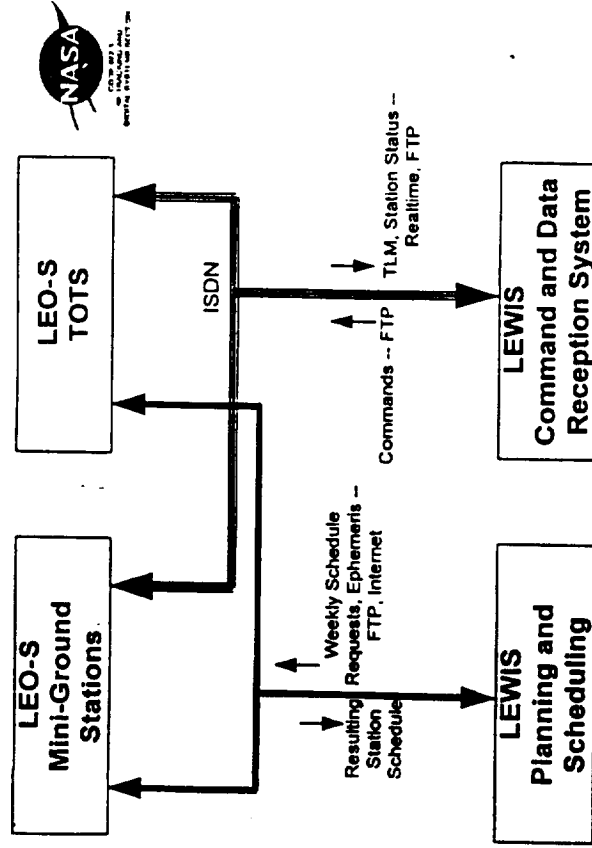 NASA
LEO-S
Mini-Ground
Stations
LEO-S
TOTS
ISDN
Resulting
Station
Schedule
Weekly Schedule
Requests, Ephemeris --
FTP, Internet
Commands -- FTP
TLM, Station Status --
Realtime, FTP
LEWIS
Planning and
Scheduling
LEWIS
Command and Data
Reception System